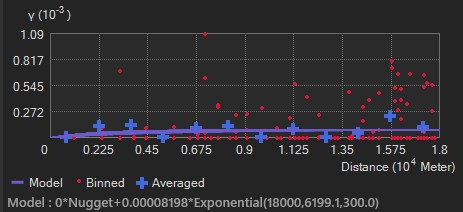 γ (10⁻³)
1.09
0.817
0.545
0.272
0 0.225 0.45 0.675 0.9 1.125 1.35 1.575 1.8
Distance (10⁴ Meter)
Model Binned Averaged
Model : 0*Nugget+0.00008198*Exponential(18000,6199.1,300.0)